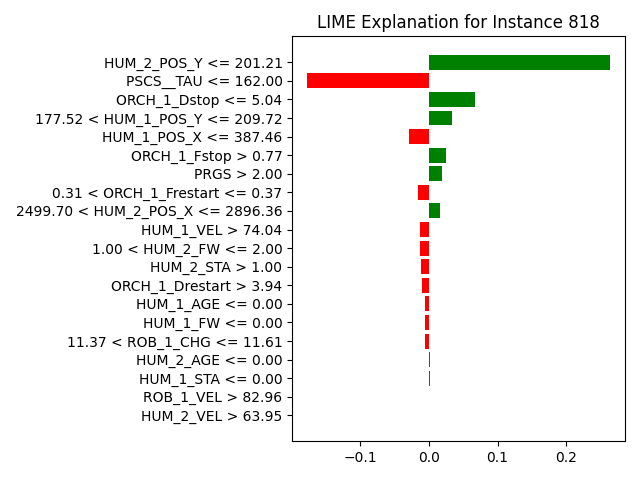 LIME Explanation for Instance 818
HUM_2_POS_Y <= 201.21
PSCS__TAU <= 162.00
ORCH_1_Dstop <= 5.04
177.52 < HUM_1_POS_Y <= 209.72
HUM_1_POS_X <= 387.46
ORCH_1_Fstop > 0.77
PRGS > 2.00
0.31 < ORCH_1_Frestart <= 0.37
2499.70 < HUM_2_POS_X <= 2896.36
HUM_1_VEL > 74.04
1.00 < HUM_2_FW <= 2.00
HUM_2_STA > 1.00
ORCH_1_Drestart > 3.94
HUM_1_AGE <= 0.00
HUM_1_FW <= 0.00
11.37 < ROB_1_CHG <= 11.61
HUM_2_AGE <= 0.00
HUM_1_STA <= 0.00
ROB_1_VEL > 82.96
HUM_2_VEL > 63.95
−0.1 0.0 0.1 0.2